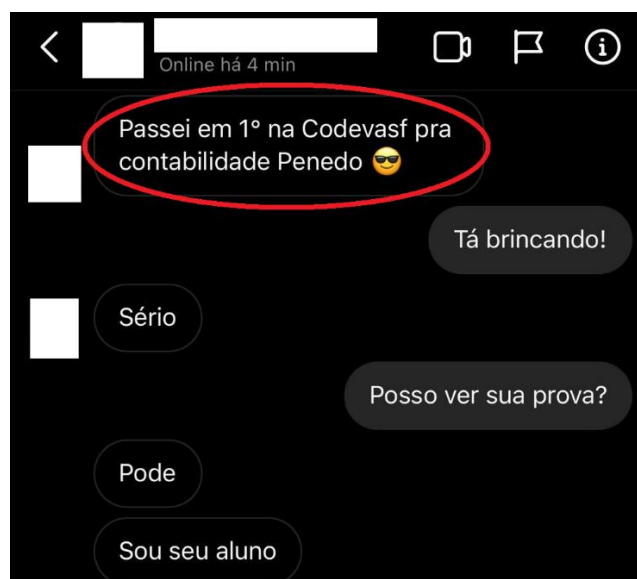 Online há 4 min
Passei em 1° na Codevasf pra
contabilidade Penedo 😎
Tá brincando!
Sério
Posso ver sua prova?
Pode
Sou seu aluno